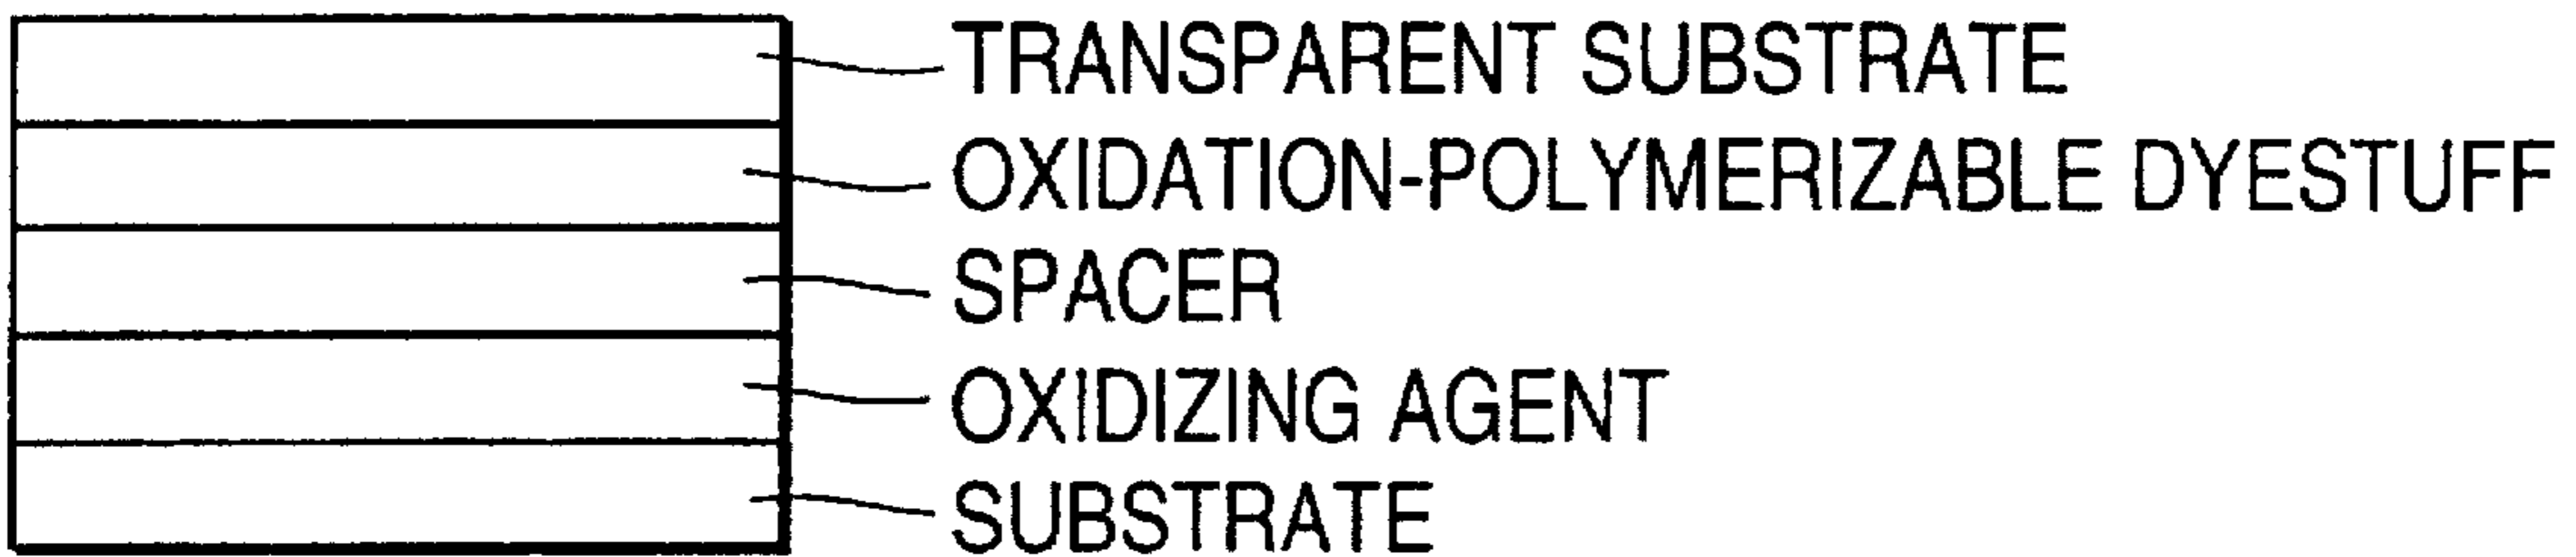 TRANSPARENT SUBSTRATE
OXIDATION-POLYMERIZABLE DYESTUFF
SPACER
OXIDIZING AGENT
SUBSTRATE